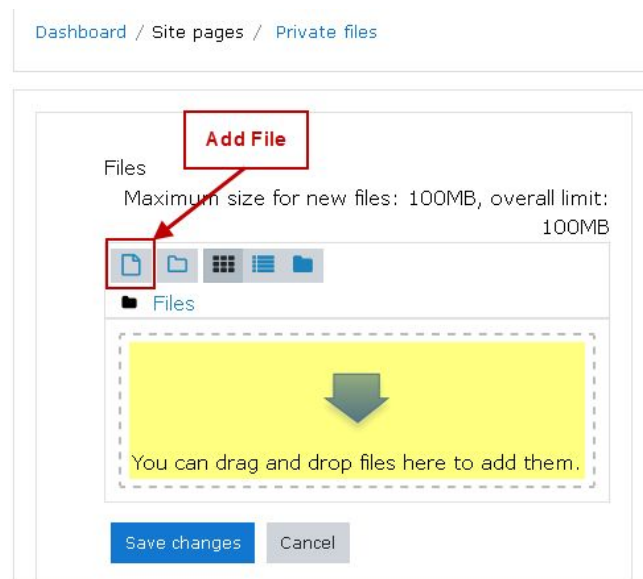 Dashboard / Site pages / Private files
Add File
Files
Maximum size for new files: 100MB, overall limit:
100MB
Files
You can drag and drop files here to add them.
Save changes Cancel